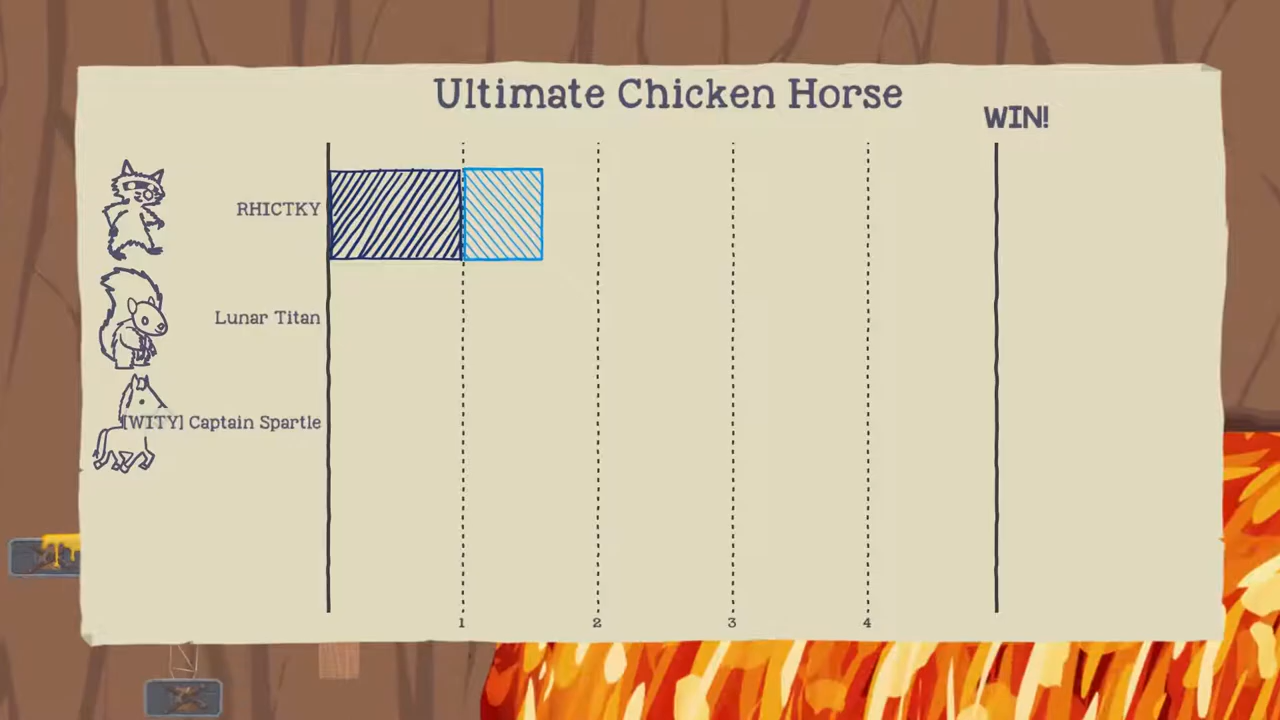 Ultimate Chicken Horse
WIN!
RHICTKY
Lunar Titan
[WITY] Captain Spartle
1 2 3 4